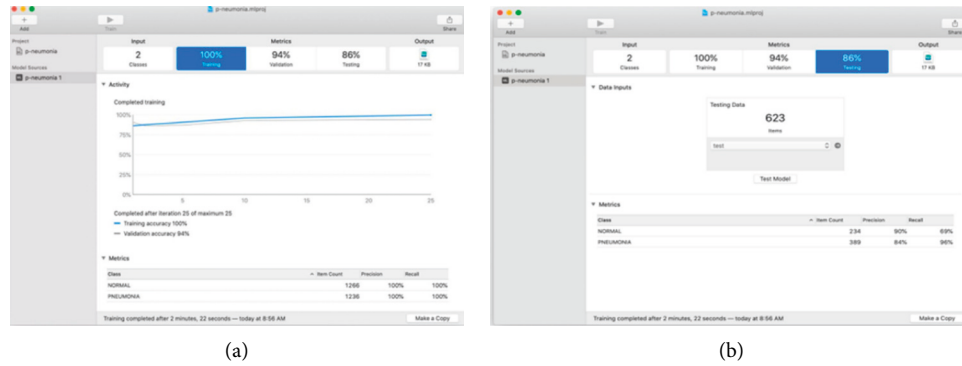 p-neumonia.mlproj
Add
Train
Share
Project
p-neumonia
Model Sources
p-neumonia 1
Input
Metrics
Output
2
100%
94%
86%
Classes
Training
Validation
Testing
17 KB
Activity
Completed training
100%
75%
50%
25%
0%
5
10
15
20
25
Completed after iteration 25 of maximum 25
Training accuracy 100%
Validation accuracy 94%
Metrics
Class
Item Count
Precision
Recall
NORMAL
1266
100%
100%
PNEUMONIA
1236
100%
100%
Training completed after 2 minutes, 22 seconds — today at 8:56 AM
Make a Copy
(a)
p-neumonia.mlproj
Add
Train
Share
Project
p-neumonia
Model Sources
p-neumonia 1
Input
Metrics
Output
2
100%
94%
86%
Classes
Training
Validation
Testing
17 KB
Data Inputs
Testing Data
623
Items
test
Test Model
Metrics
Class
Item Count
Precision
Recall
NORMAL
234
90%
69%
PNEUMONIA
389
84%
96%
Training completed after 2 minutes, 22 seconds — today at 8:56 AM
Make a Copy
(b)